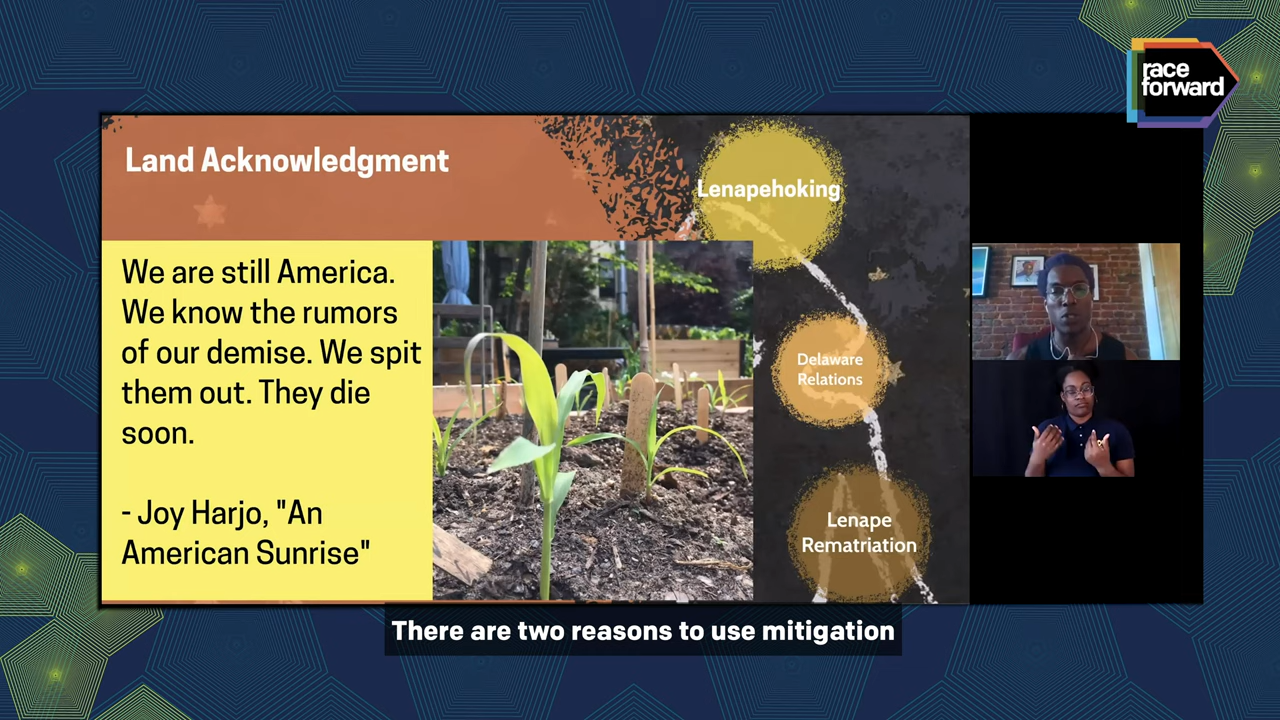 race
forward
Land Acknowledgment
Lenapehoking
We are still America.
We know the rumors
of our demise. We spit
them out. They die
soon.
- Joy Harjo, "An
American Sunrise"
Delaware
Relations
Lenape
Rematriation
There are two reasons to use mitigation